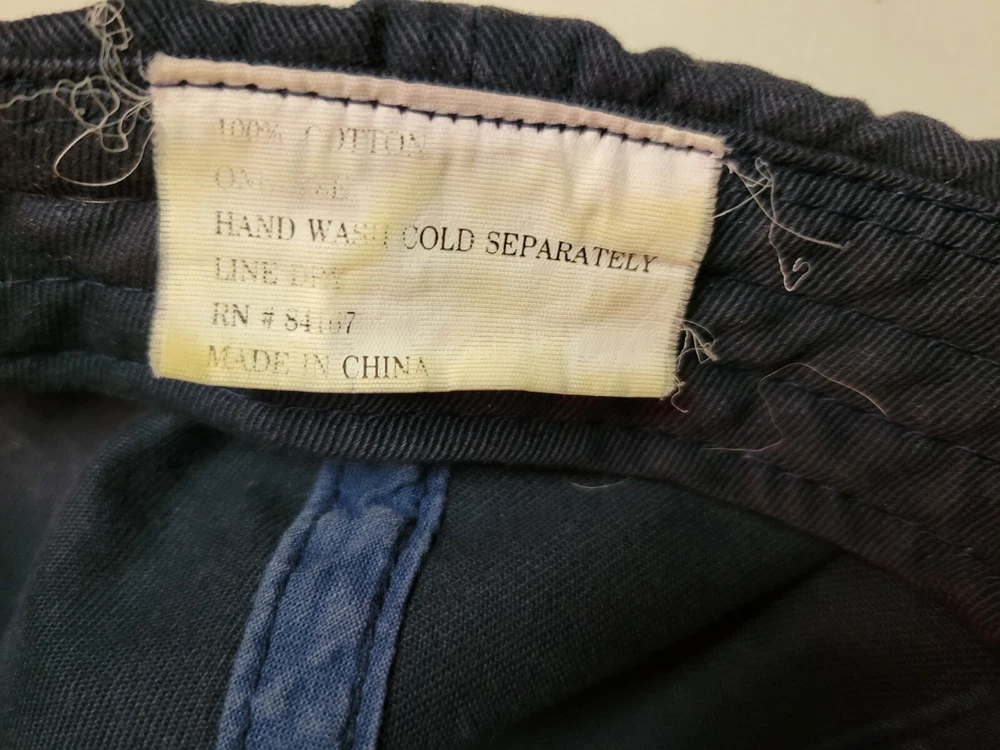 100% COTTON
ONE SIZE
HAND WASH COLD SEPARATELY
LINE DRY
RN #
MADE IN CHINA